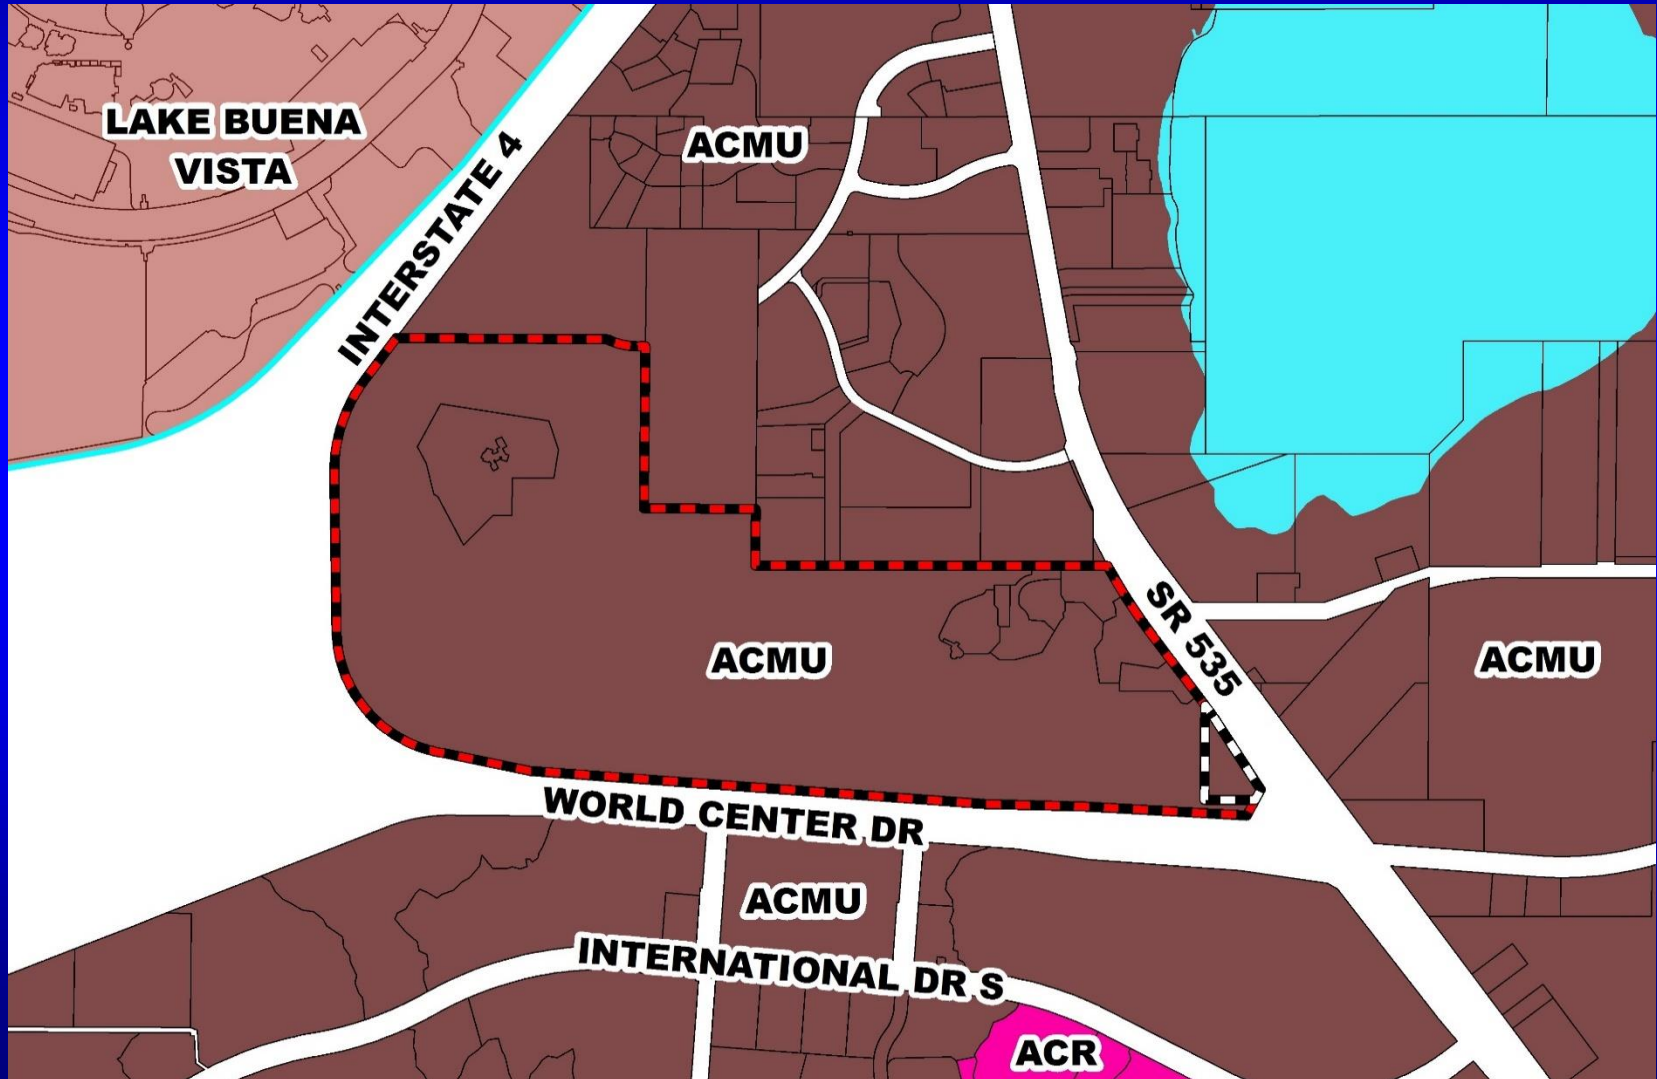 LAKE BUENA
VISTA
INTERSTATE 4
ACMU
SR 535
ACMU
ACMU
WORLD CENTER DR
ACMU
INTERNATIONAL DR S
ACR